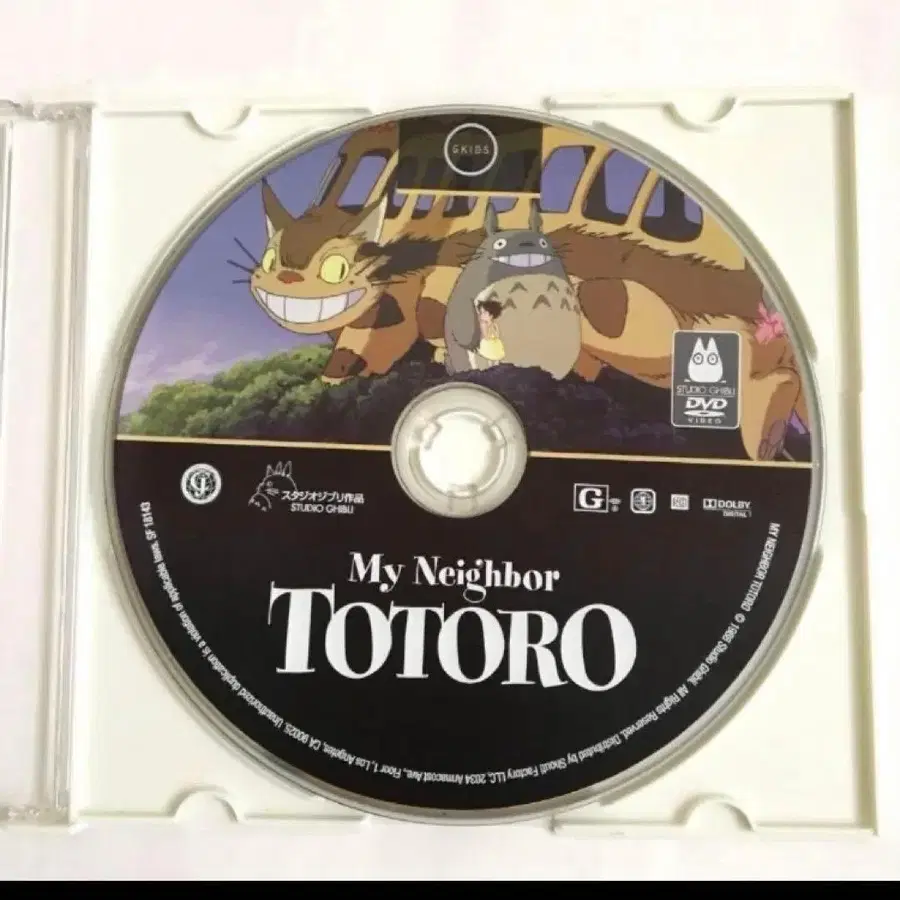 GKIDS
STUDIO GHIBLI
DVD
VIDEO
スタジオジブリ作品
STUDIO GHIBLI
G
DOLBY
DIGITAL
My Neighbor
TOTORO
MY NEIGHBOR TOTORO © 1988 Studio Ghibli. All Rights Reserved. Distributed by Shout! Factory LLC, 2034 Armacost Ave., Floor 1, Los Angeles, CA 90025. Unauthorized duplication is a violation of applicable laws. SF 18143